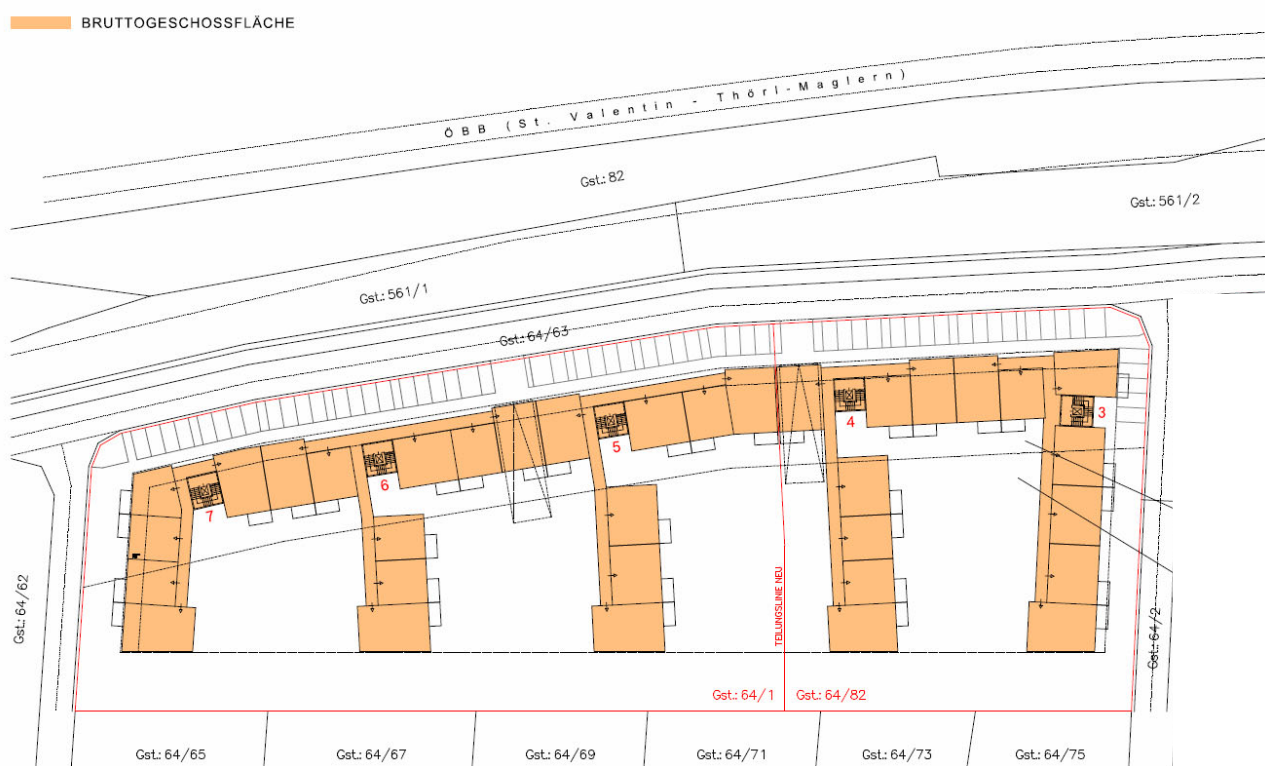 BRUTTOGESCHOSSFLÄCHE
ÖBB (St. Valentin - Thörl-Maglern)
Gst.: 82
Gst.: 561/2
Gst.: 561/1
Gst.: 64/63
3
4
5
6
7
Gst.: 64/62
TEILUNGSLINIE NEU
Gst.: 64/2
Gst.: 64/1
Gst.: 64/82
Gst.: 64/65
Gst.: 64/67
Gst.: 64/69
Gst.: 64/71
Gst.: 64/73
Gst.: 64/75